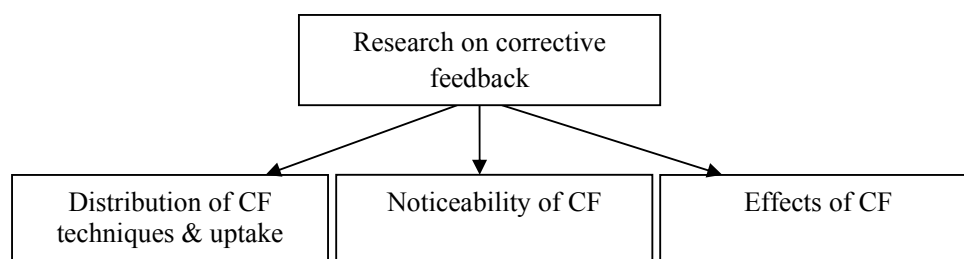 Research on corrective
feedback
Distribution of CF
techniques & uptake
Noticeability of CF
Effects of CF